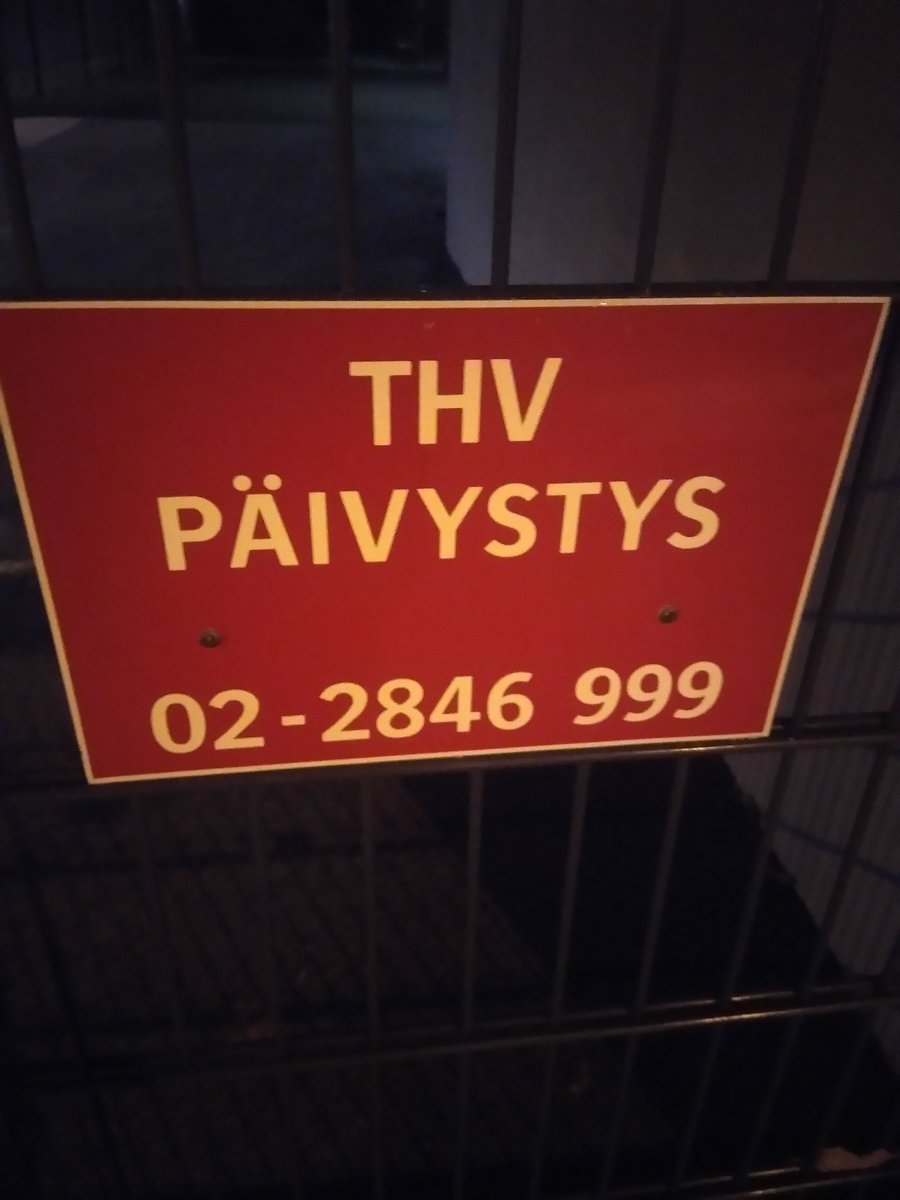 THV
PÄIVYSTYS
02-2846 999